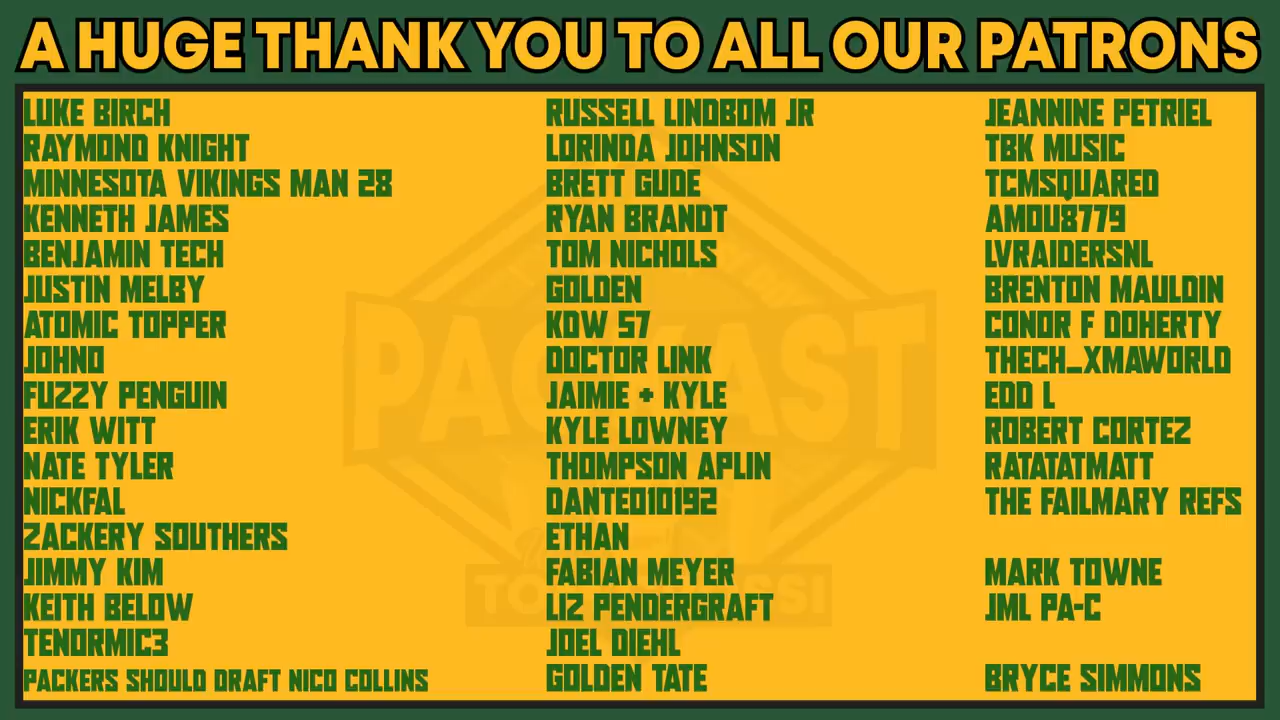 A HUGE THANK YOU TO ALL OUR PATRONS
LUKE BIRCH
RAYMOND KNIGHT
MINNESOTA VIKINGS MAN 28
KENNETH JAMES
BENJAMIN TECH
JUSTIN MELBY
ATOMIC TOPPER
JOHNO
FUZZY PENGUIN
ERIK WITT
NATE TYLER
NICKFAL
ZACKERY SOUTHERS
JIMMY KIM
KEITH BELOW
TENORMIC3
PACKERS SHOULD DRAFT NICO COLLINS
RUSSELL LINDBOM JR
LORINDA JOHNSON
BRETT GUDE
RYAN BRANDT
TOM NICHOLS
GOLDEN
KDW 57
DOCTOR LINK
JAIMIE + KYLE
KYLE LOWNEY
THOMPSON APLIN
DANTE010192
ETHAN
FABIAN MEYER
LIZ PENDERGRAFT
JOEL DIEHL
GOLDEN TATE
JEANNINE PETRIEL
TBK MUSIC
TCMSQUARED
AMOU8779
LVRAIDERSNL
BRENTON MAULDIN
CONOR F DOHERTY
THECH_XMAWORLD
EDD L
ROBERT CORTEZ
RATATATMATT
THE FAILMARY REFS
MARK TOWNE
JML PA-C
BRYCE SIMMONS
PACKAST